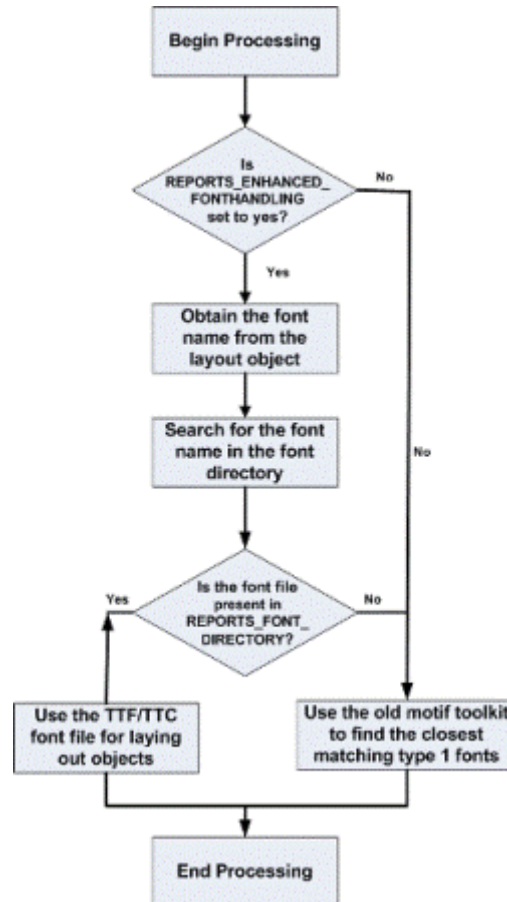 Begin Processing
Is
REPORTS_ENHANCED_
FONTHANDLING
set to yes?
No
Yes
Obtain the font
name from the
layout object
Search for the font
name in the font
directory
No
Is the font file
present in
REPORTS_FONT_
DIRECTORY?
Yes
No
Use the TTF/TTC
font file for laying
out objects
Use the old motif toolkit
to find the closest
matching type 1 fonts
End Processing